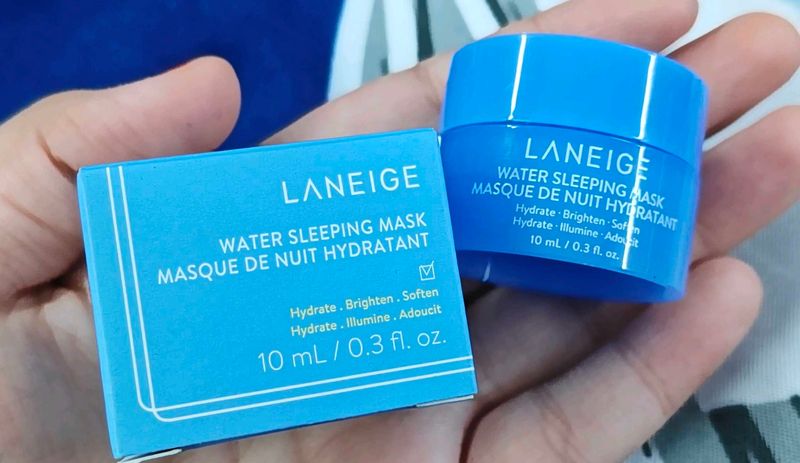 LANEIGE
WATER SLEEPING MASK
MASQUE DE NUIT HYDRATANT
Hydrate . Brighten . Soften
Hydrate . Illumine . Adoucit
10 mL / 0.3 fl. oz.
LANEIGE
WATER SLEEPING MASK
MASQUE DE NUIT HYDRATANT
Hydrate · Brighten · Soften
Hydrate · Illumine · Adoucit
10 mL / 0.3 fl. oz.